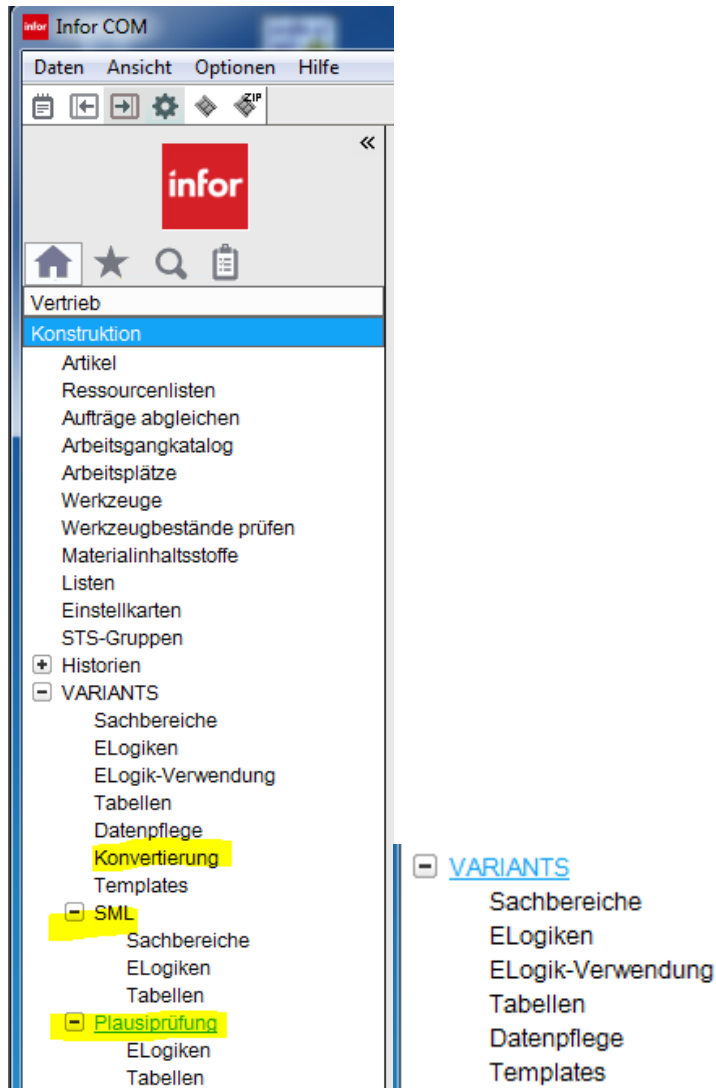 infor Infor COM
Daten Ansicht Optionen Hilfe
ZIP
«
infor
Vertrieb
Konstruktion
Artikel
Ressourcenlisten
Aufträge abgleichen
Arbeitsgangkatalog
Arbeitsplätze
Werkzeuge
Werkzeugbestände prüfen
Materialinhaltsstoffe
Listen
Einstellkarten
STS-Gruppen
Historien
VARIANTS
Sachbereiche
ELogiken
ELogik-Verwendung
Tabellen
Datenpflege
Konvertierung
Templates
SML
Sachbereiche
ELogiken
Tabellen
Plausiprüfung
ELogiken
Tabellen
VARIANTS
Sachbereiche
ELogiken
ELogik-Verwendung
Tabellen
Datenpflege
Templates